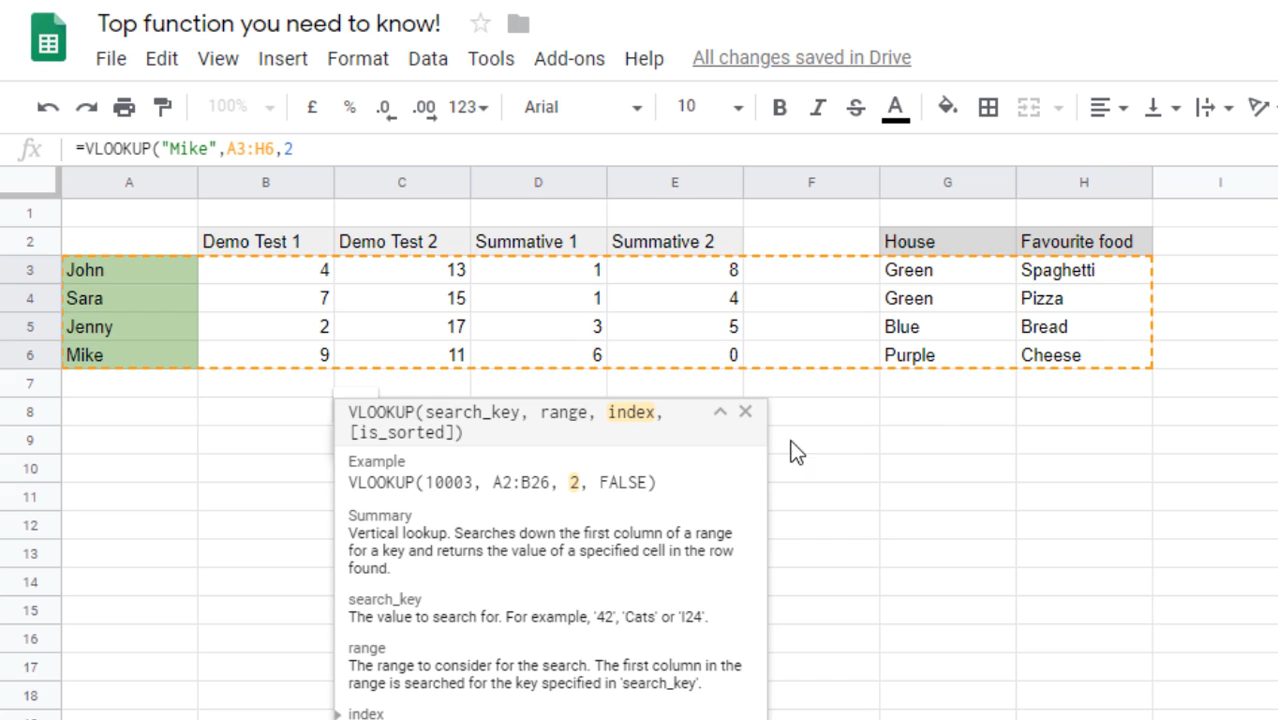 Top function you need to know!
File Edit View Insert Format Data Tools Add-ons Help All changes saved in Drive
100% £ % .0 .00 123 Arial 10 B I S A
fx =VLOOKUP("Mike",A3:H6,2
A B C D E F G H I
1
2 Demo Test 1 Demo Test 2 Summative 1 Summative 2 House Favourite food
3 John 4 13 1 8 Green Spaghetti
4 Sara 7 15 1 4 Green Pizza
5 Jenny 2 17 3 5 Blue Bread
6 Mike 9 11 6 0 Purple Cheese
7
8 VLOOKUP(search_key, range, index,
9 [is_sorted])
Example
10 VLOOKUP(10003, A2:B26, 2, FALSE)
11
Summary
12 Vertical lookup. Searches down the first column of a range
13 for a key and returns the value of a specified cell in the row
found.
14
search_key
15 The value to search for. For example, '42', 'Cats' or 'I24'.
16
range
17 The range to consider for the search. The first column in the
18 range is searched for the key specified in 'search_key'.
index